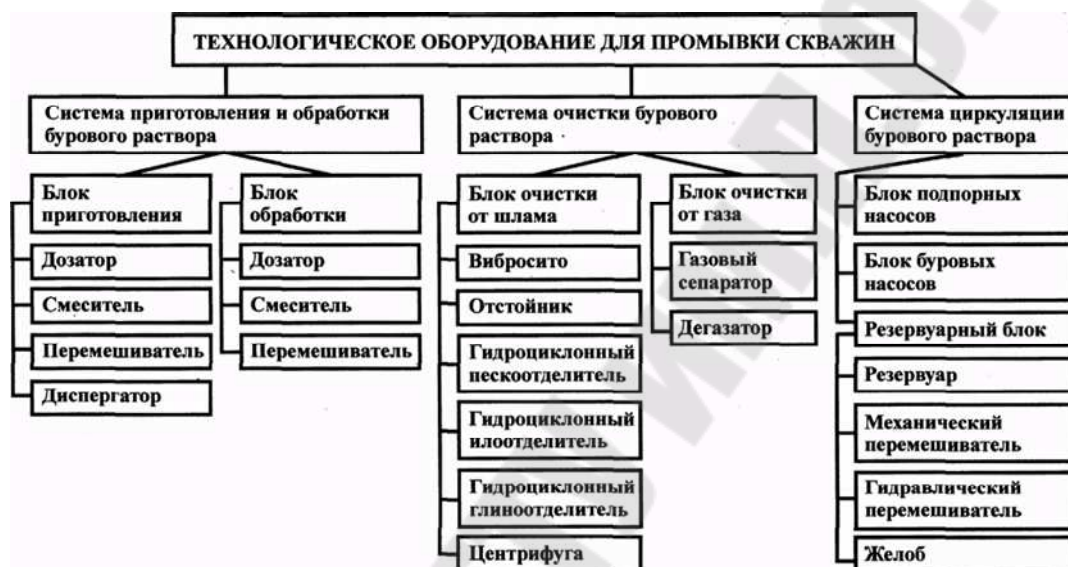 ТЕХНОЛОГИЧЕСКОЕ ОБОРУДОВАНИЕ ДЛЯ ПРОМЫВКИ СКВАЖИН
Система приготовления и обработки
бурового раствора
Блок
приготовления
Дозатор
Смеситель
Перемешиватель
Диспергатор
Блок
обработки
Дозатор
Смеситель
Перемешиватель
Система очистки бурового
раствора
Блок очистки
от шлама
Вибросито
Отстойник
Гидроциклонный
пескоотделитель
Гидроциклонный
илоотделитель
Гидроциклонный
глиноотделитель
Центрифуга
Блок очистки
от газа
Газовый
сепаратор
Дегазатор
Система циркуляции
бурового раствора
Блок подпорных
насосов
Блок буровых
насосов
Резервуарный блок
Резервуар
Механический
перемешиватель
Гидравлический
перемешиватель
Желоб